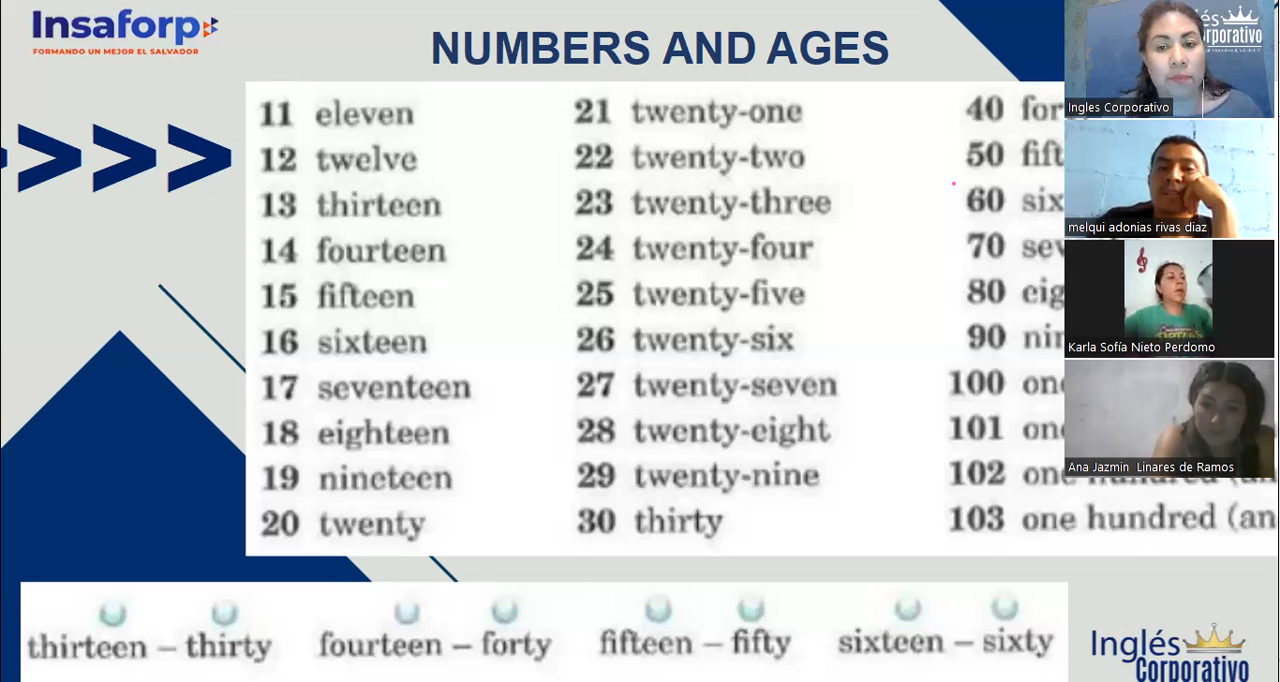 Insaforp
FORMANDO UN MEJOR EL SALVADOR
NUMBERS AND AGES
11 eleven
12 twelve
13 thirteen
14 fourteen
15 fifteen
16 sixteen
17 seventeen
18 eighteen
19 nineteen
20 twenty
21 twenty-one
22 twenty-two
23 twenty-three
24 twenty-four
25 twenty-five
26 twenty-six
27 twenty-seven
28 twenty-eight
29 twenty-nine
30 thirty
40
50
60
70
80
90
100
101
102
103 one hundred
thirteen – thirty
fourteen – forty
fifteen – fifty
sixteen – sixty
Ingles Corporativo
melqui adonias rivas diaz
Karla Sofía Nieto Perdomo
Ana Jazmin Linares de Ramos
Inglés
Corporativo